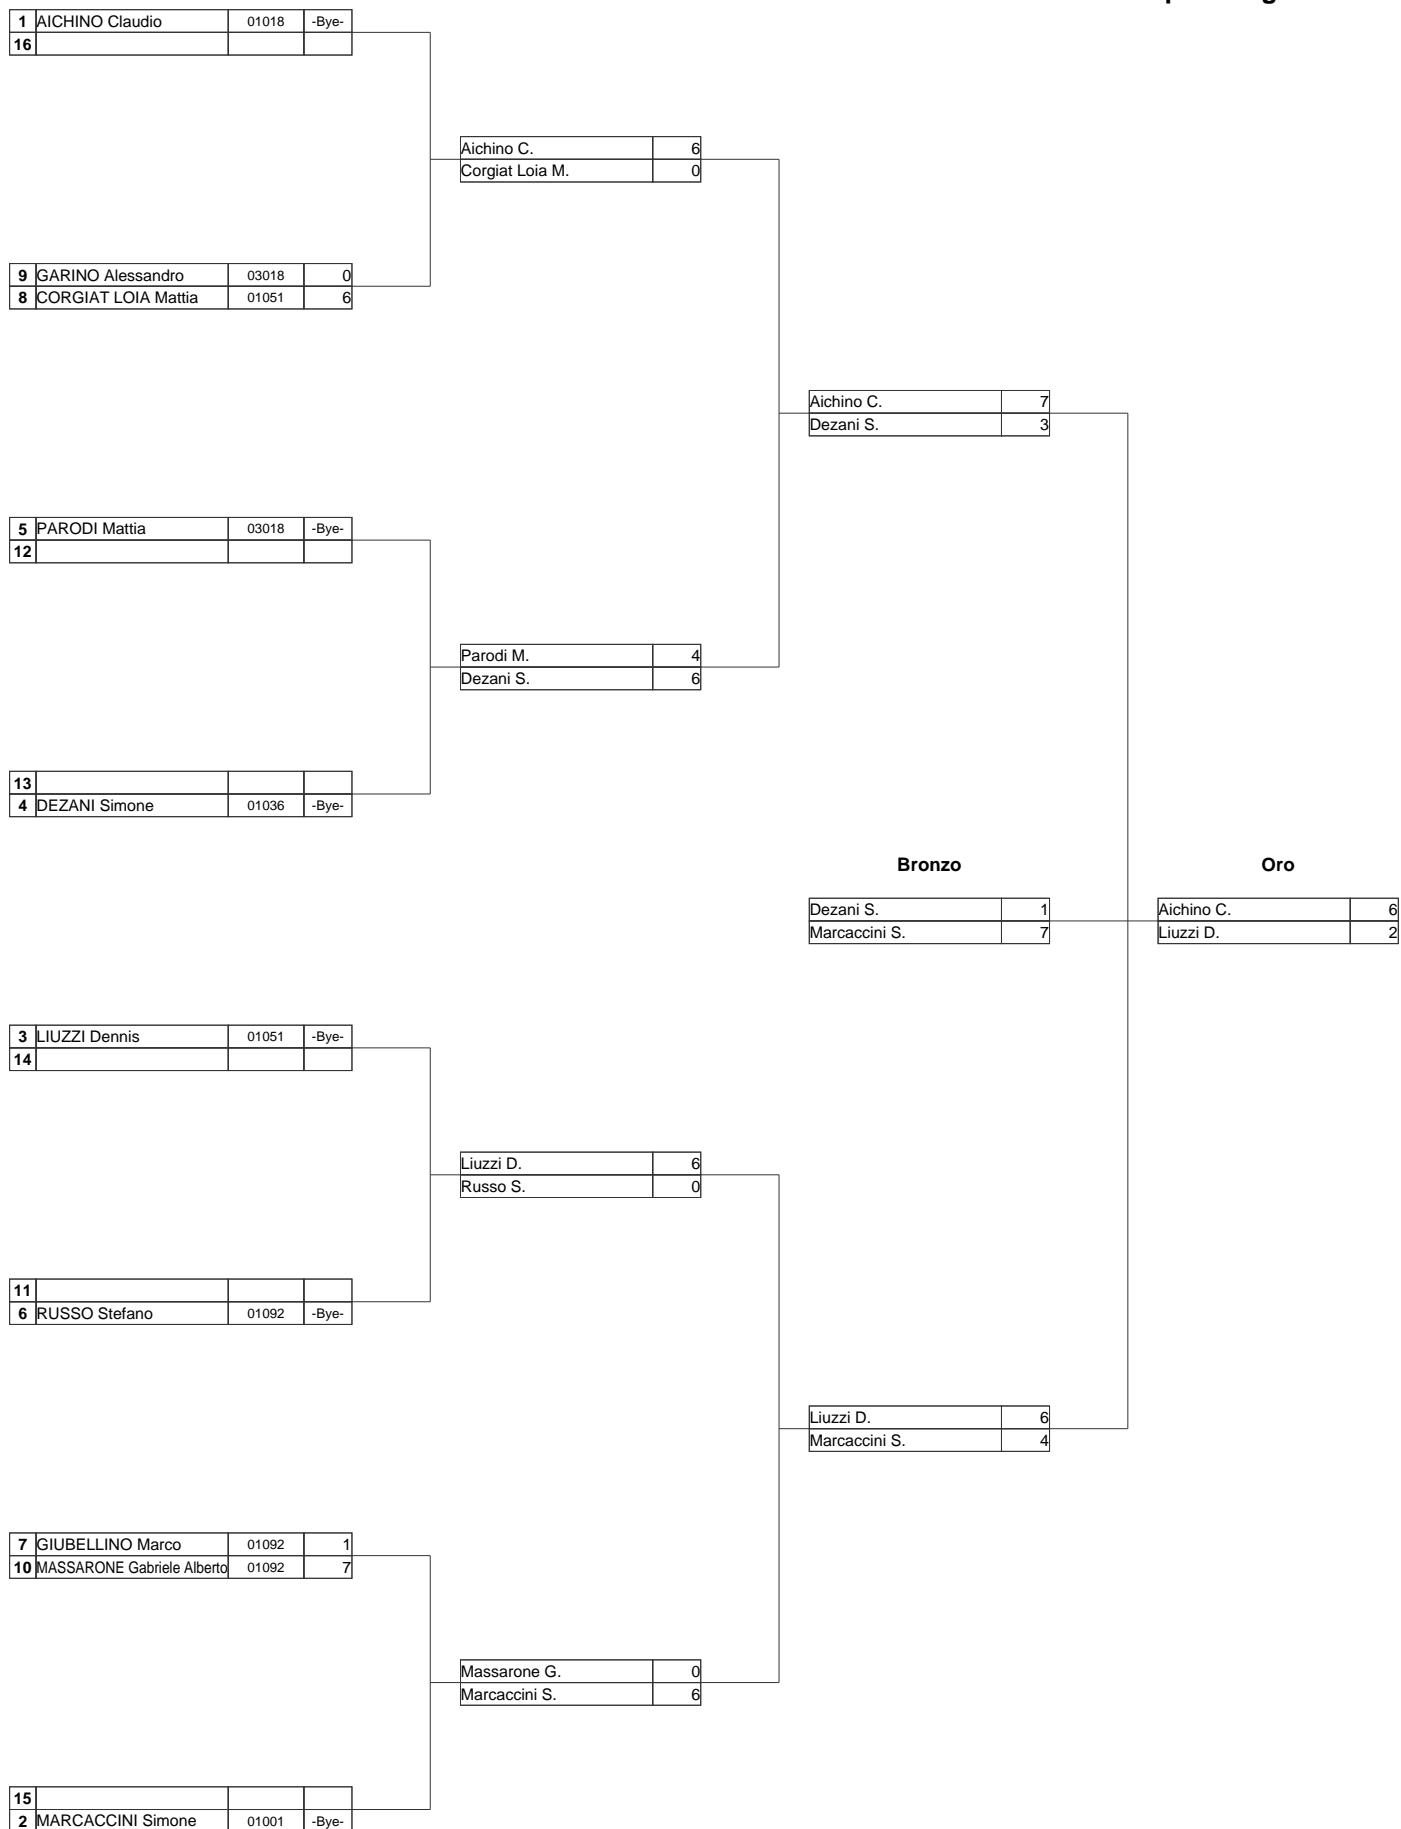 1 AICHINO Claudio 01018 -Bye-
16
Aichino C. 6
Corgiat Loia M. 0
9 GARINO Alessandro 03018 0
8 CORGIAT LOIA Mattia 01051 6
Aichino C. 7
Dezani S. 3
5 PARODI Mattia 03018 -Bye-
12
Parodi M. 4
Dezani S. 6
13
4 DEZANI Simone 01036 -Bye-
Bronzo Oro
Dezani S. 1 Aichino C. 6
Marcaccini S. 7 Liuzzi D. 2
3 LIUZZI Dennis 01051 -Bye-
14
Liuzzi D. 6
Russo S. 0
11
6 RUSSO Stefano 01092 -Bye-
Liuzzi D. 6
Marcaccini S. 4
7 GIUBELLINO Marco 01092 1
10 MASSARONE Gabriele Alberto 01092 7
Massarone G. 0
Marcaccini S. 6
15
2 MARCACCINI Simone 01001 -Bye-